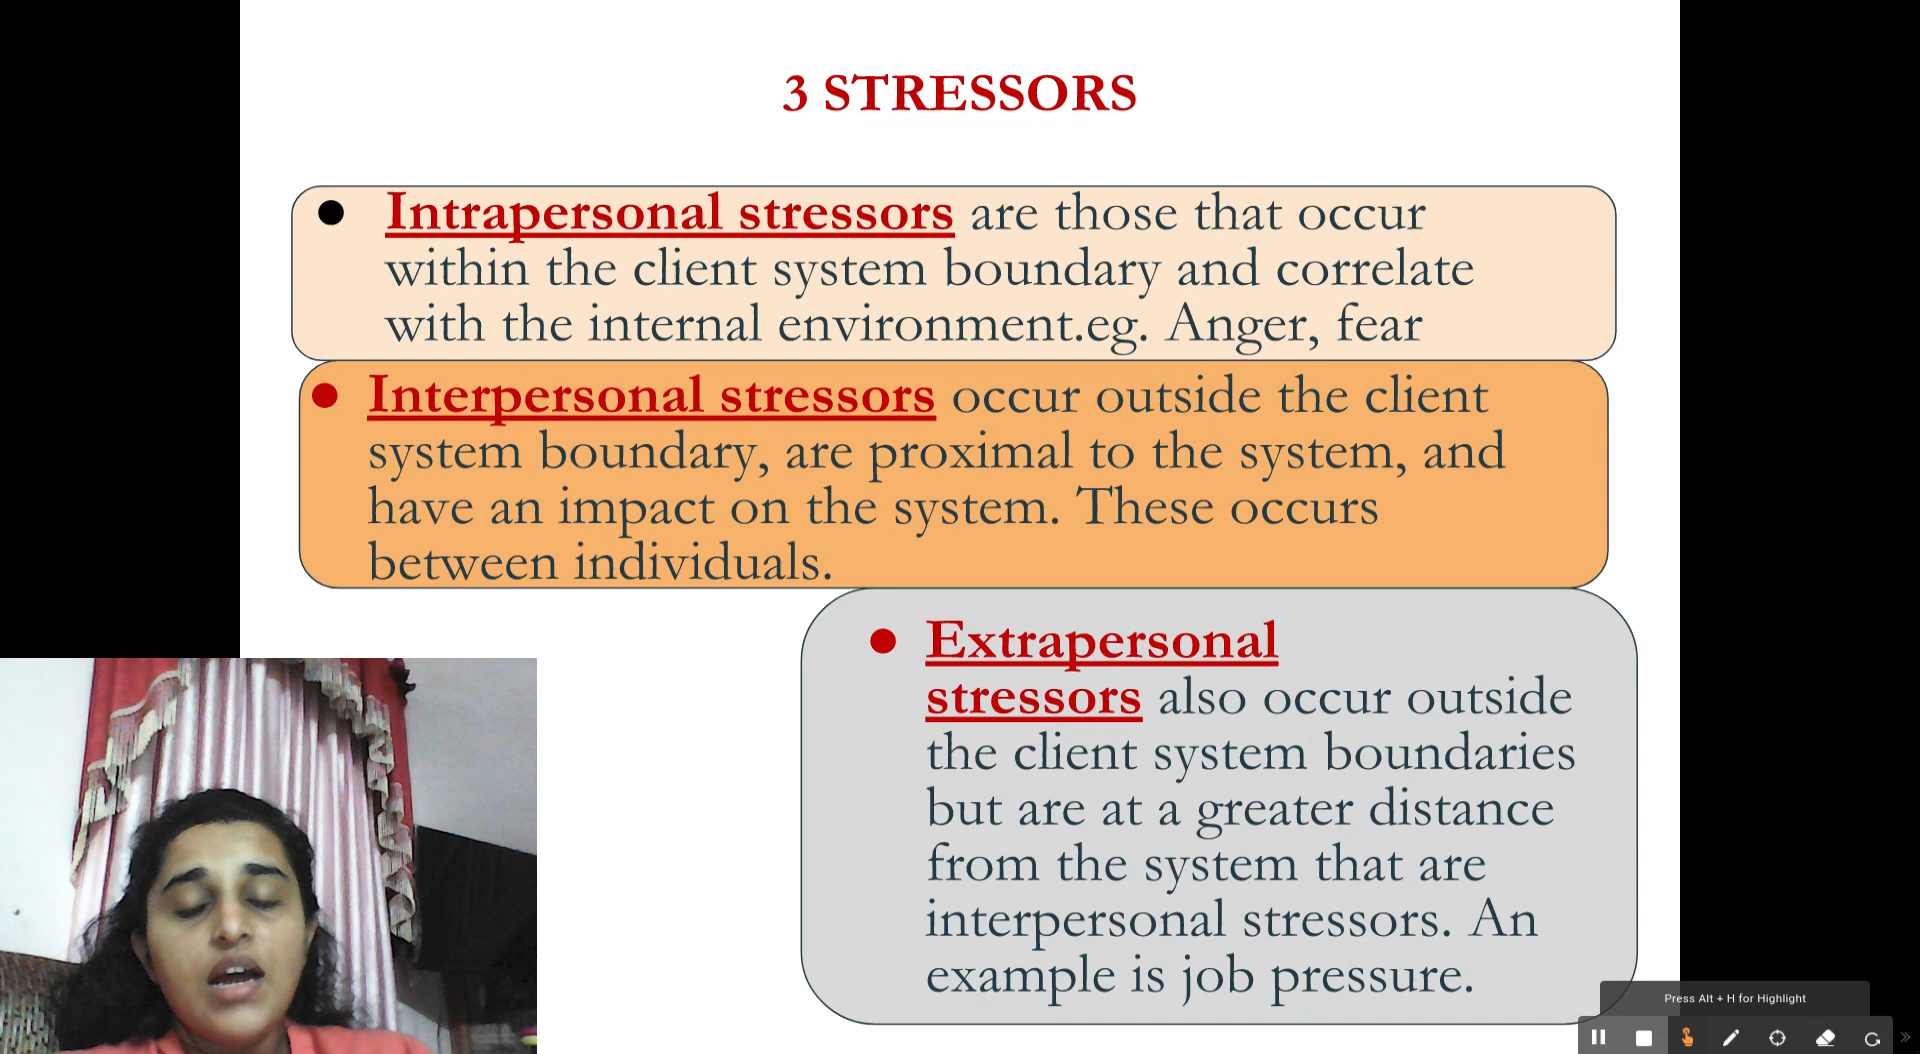 3 STRESSORS
● Intrapersonal stressors are those that occur
within the client system boundary and correlate
with the internal environment.eg. Anger, fear
● Interpersonal stressors occur outside the client
system boundary, are proximal to the system, and
have an impact on the system. These occurs
between individuals.
● Extrapersonal
stressors also occur outside
the client system boundaries
but are at a greater distance
from the system that are
interpersonal stressors. An
example is job pressure.
Press Alt + H for Highlight